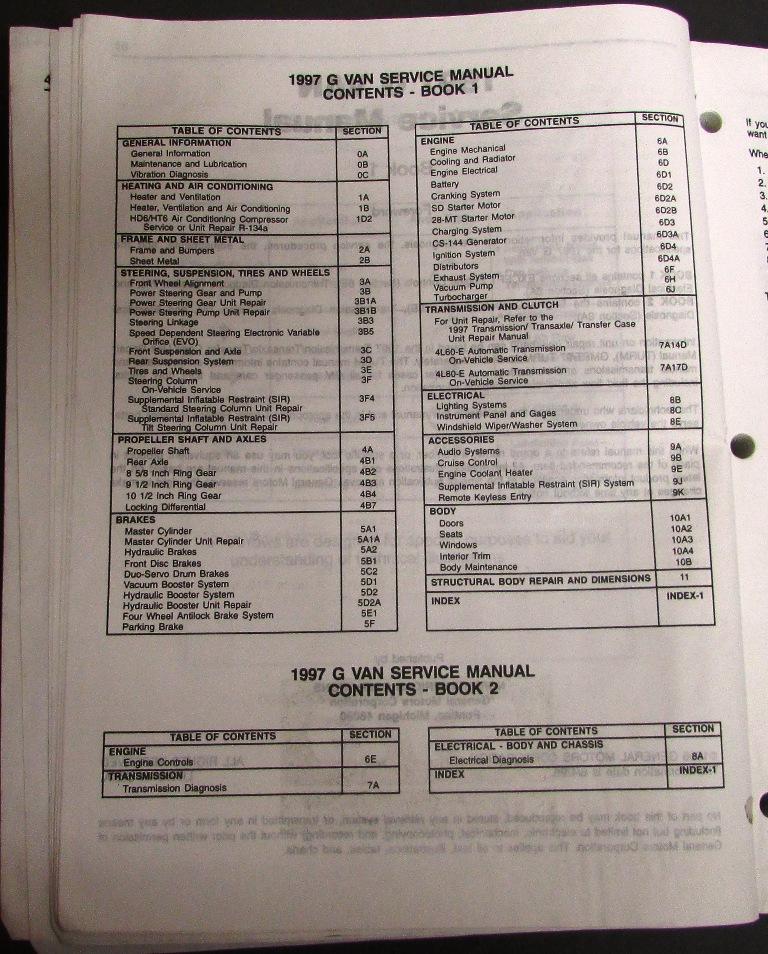 1997 G VAN SERVICE MANUAL
CONTENTS - BOOK 1
TABLE OF CONTENTS SECTION
GENERAL INFORMATION
General Information 0A
Maintenance and Lubrication 0B
Vibration Diagnosis 0C
HEATING AND AIR CONDITIONING
Heater and Ventilation 1A
Heater, Ventilation and Air Conditioning 1B
HD6/HT6 Air Conditioning Compressor 1D2
Service or Unit Repair R-134a
FRAME AND SHEET METAL
Frame and Bumpers 2A
Sheet Metal 2B
STEERING, SUSPENSION, TIRES AND WHEELS
Front Wheel Alignment 3A
Power Steering Gear and Pump 3B
Power Steering Gear Unit Repair 3B1A
Power Steering Pump Unit Repair 3B1B
Steering Linkage 3B3
Speed Dependent Steering Electronic Variable 3B5
Orifice (EVO)
Front Suspension and Axle 3C
Rear Suspension System 3D
Tires and Wheels 3E
Steering Column 3F
On-Vehicle Service
Supplemental Inflatable Restraint (SIR) 3F4
Standard Steering Column Unit Repair
Supplemental Inflatable Restraint (SIR) 3F5
Tilt Steering Column Unit Repair
PROPELLER SHAFT AND AXLES
Propeller Shaft 4A
Rear Axle 4B1
8 5/8 Inch Ring Gear 4B2
9 1/2 Inch Ring Gear 4B3
10 1/2 Inch Ring Gear 4B4
Locking Differential 4B7
BRAKES
Master Cylinder 5A1
Master Cylinder Unit Repair 5A1A
Hydraulic Brakes 5A2
Front Disc Brakes 5B1
Duo-Servo Drum Brakes 5C2
Vacuum Booster System 5D1
Hydraulic Booster System 5D2
Hydraulic Booster Unit Repair 5D2A
Four Wheel Antilock Brake System 5E1
Parking Brake 5F
TABLE OF CONTENTS SECTION
ENGINE
Engine Mechanical 6A
Cooling and Radiator 6B
Engine Electrical 6D
Battery 6D1
Cranking System 6D2
SD Starter Motor 6D2A
28-MT Starter Motor 6D2B
Charging System 6D3
CS-144 Generator 6D3A
Ignition System 6D4
Distributors 6D4A
Exhaust System 6F
Vacuum Pump 6H
Turbocharger 6J
TRANSMISSION AND CLUTCH
For Unit Repair, Refer to the
1997 Transmission/ Transaxle/ Transfer Case
Unit Repair Manual
4L60-E Automatic Transmission 7A14D
On-Vehicle Service
4L80-E Automatic Transmission 7A17D
On-Vehicle Service
ELECTRICAL
Lighting Systems 8B
Instrument Panel and Gages 8C
Windshield Wiper/Washer System 8E
ACCESSORIES
Audio Systems 9A
Cruise Control 9B
Engine Coolant Heater 9E
Supplemental Inflatable Restraint (SIR) System 9J
Remote Keyless Entry 9K
BODY
Doors 10A1
Seats 10A2
Windows 10A3
Interior Trim 10A4
Body Maintenance 10B
STRUCTURAL BODY REPAIR AND DIMENSIONS 11
INDEX INDEX-1
1997 G VAN SERVICE MANUAL
CONTENTS - BOOK 2
TABLE OF CONTENTS SECTION
ENGINE
Engine Controls 6E
TRANSMISSION
Transmission Diagnosis 7A
TABLE OF CONTENTS SECTION
ELECTRICAL - BODY AND CHASSIS
Electrical Diagnosis 8A
INDEX INDEX-1
If you
want
1.
2.
3.
4.
5.